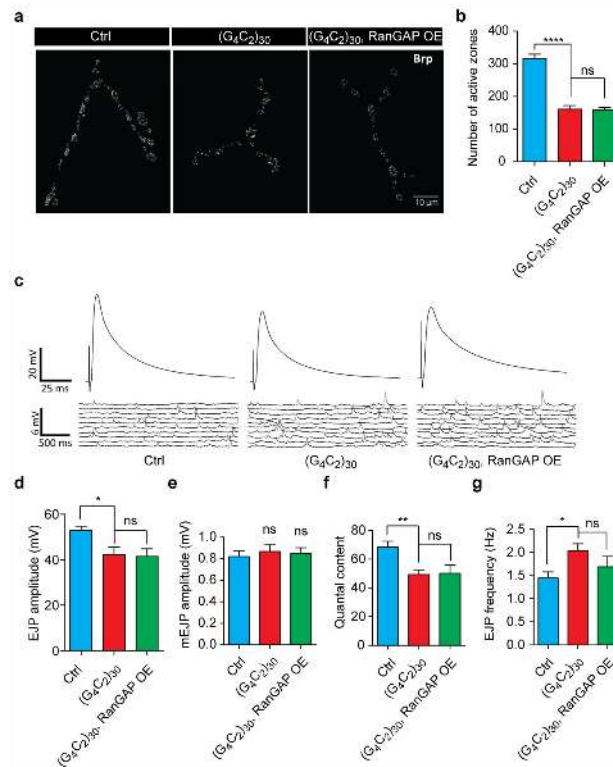 a
Ctrl
(G4C2)30
(G4C2)30, RanGAP OE
Brp
10 µm
b
Number of active zones
400
300
200
100
0
****
ns
Ctrl
(G4C2)30
(G4C2)30, RanGAP OE
c
20 mV
25 ms
6 mV
500 ms
Ctrl
(G4C2)30
(G4C2)30, RanGAP OE
d
EJP amplitude (mV)
60
40
20
0
*
ns
Ctrl
(G4C2)30
(G4C2)30, RanGAP OE
e
mEJP amplitude (mV)
1.0
0.8
0.6
0.4
0.2
0.0
ns
ns
Ctrl
(G4C2)30
(G4C2)30, RanGAP OE
f
Quantal content
100
80
60
40
20
0
**
ns
Ctrl
(G4C2)30
(G4C2)30, RanGAP OE
g
EJP frequency (Hz)
2.5
2.0
1.5
1.0
0.5
0.0
*
ns
Ctrl
(G4C2)30
(G4C2)30, RanGAP OE